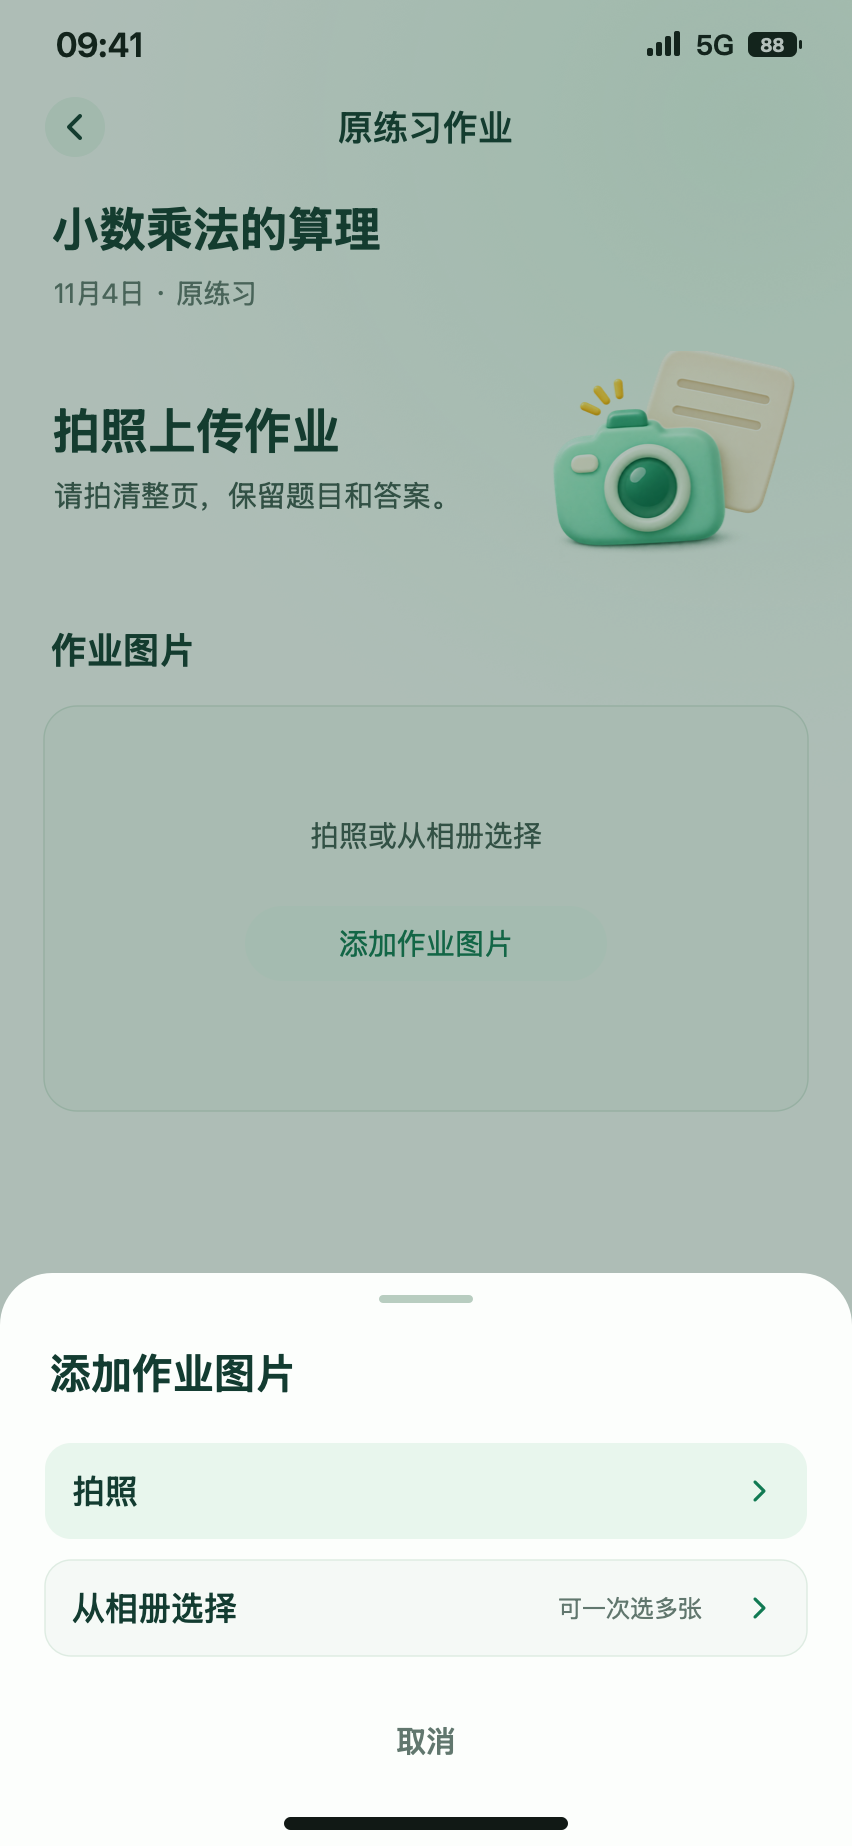 09:41
5G 88
原练习作业
小数乘法的算理
11月4日 · 原练习
拍照上传作业
请拍清整页，保留题目和答案。
作业图片
拍照或从相册选择
添加作业图片
添加作业图片
拍照
从相册选择 可一次选多张
取消